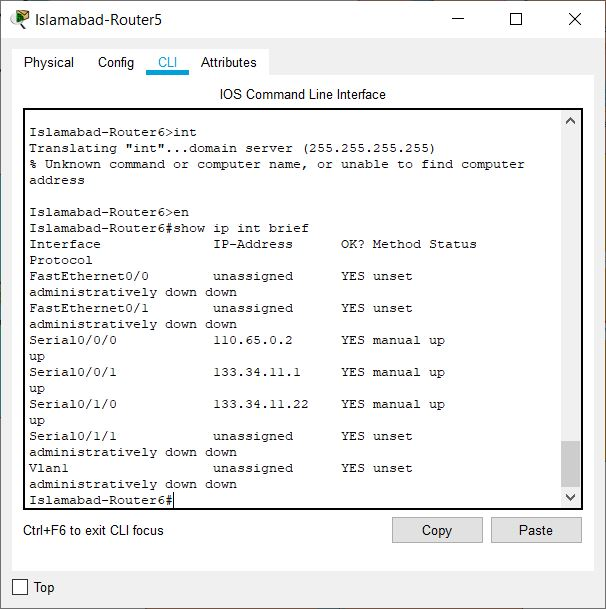 Islamabad-Router5
Physical Config CLI Attributes
IOS Command Line Interface
Islamabad-Router6>int
Translating "int"...domain server (255.255.255.255)
% Unknown command or computer name, or unable to find computer
address
Islamabad-Router6>en
Islamabad-Router6#show ip int brief
Interface IP-Address OK? Method Status
Protocol
FastEthernet0/0 unassigned YES unset
administratively down down
FastEthernet0/1 unassigned YES unset
administratively down down
Serial0/0/0 110.65.0.2 YES manual up
up
Serial0/0/1 133.34.11.1 YES manual up
up
Serial0/1/0 133.34.11.22 YES manual up
up
Serial0/1/1 unassigned YES unset
administratively down down
Vlan1 unassigned YES unset
administratively down down
Islamabad-Router6#
Ctrl+F6 to exit CLI focus Copy Paste
Top